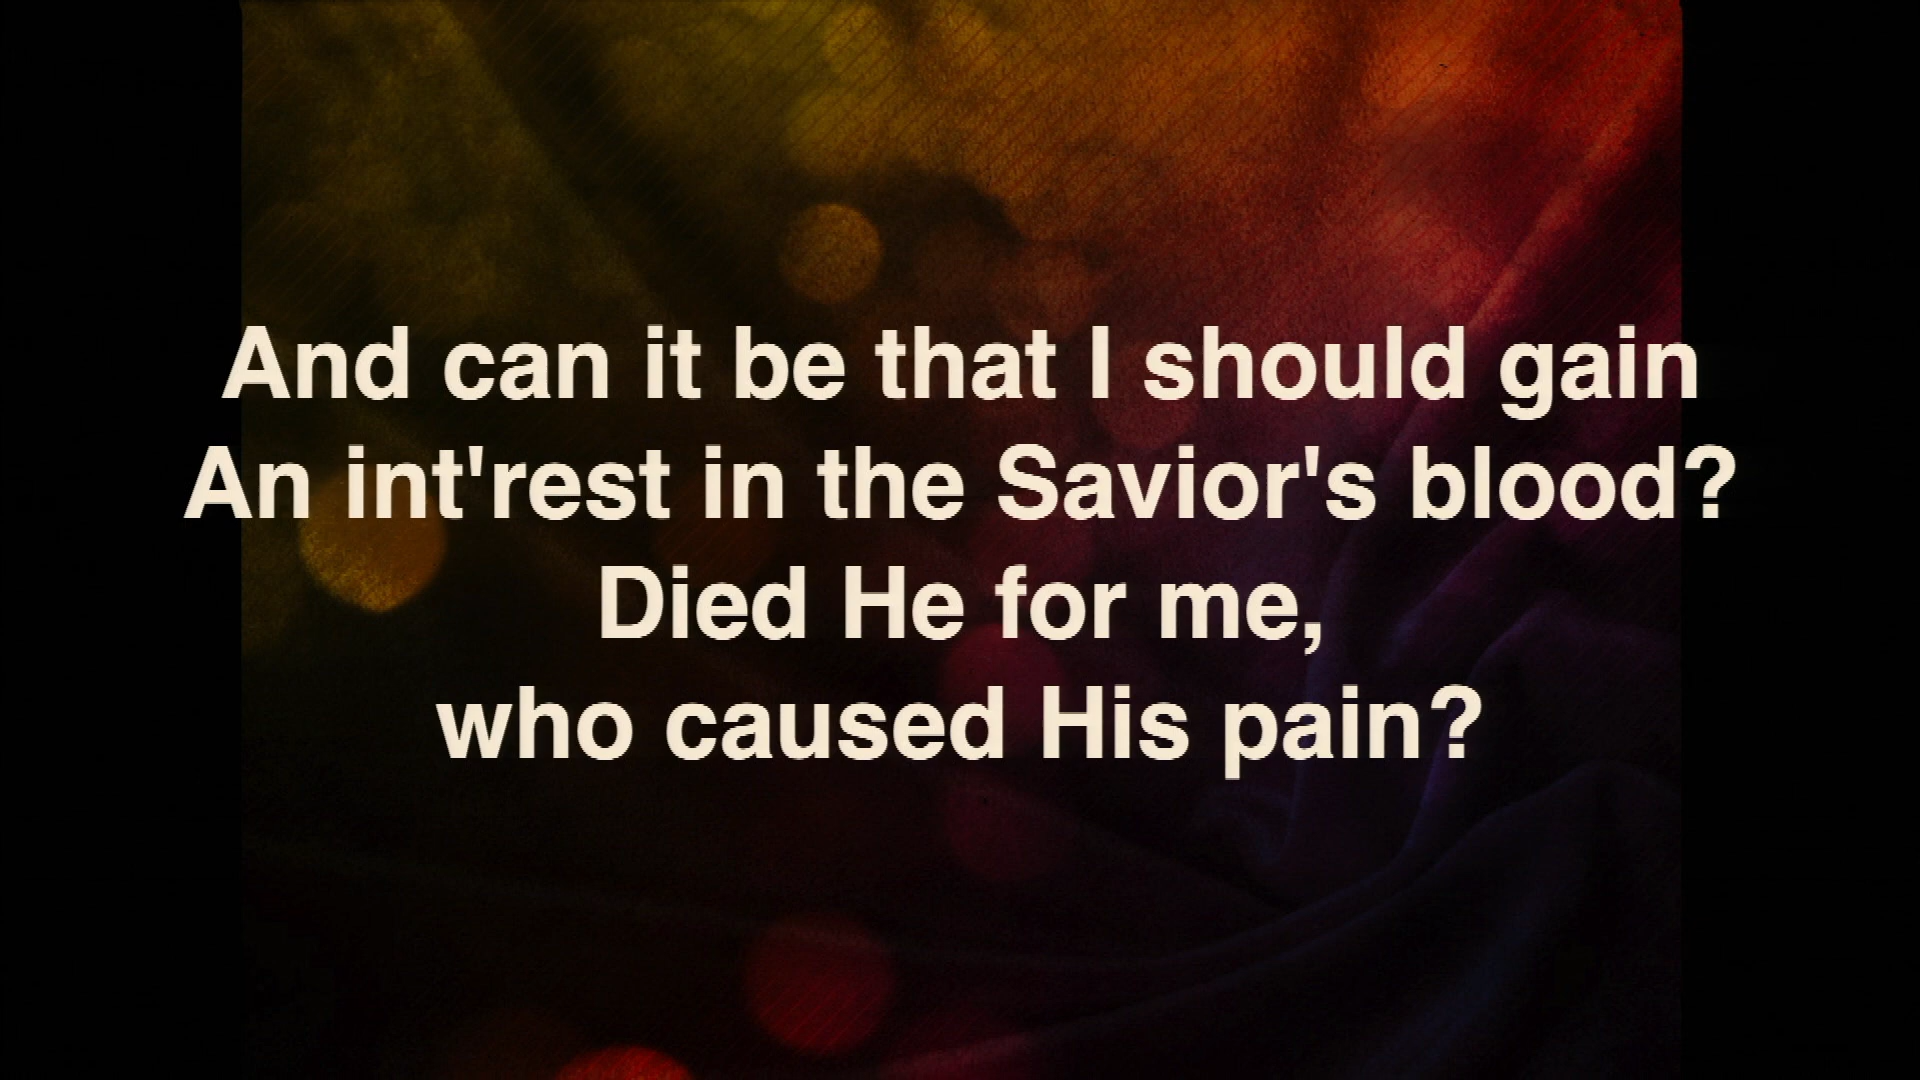 And can it be that I should gain
An int'rest in the Savior's blood?
Died He for me,
who caused His pain?